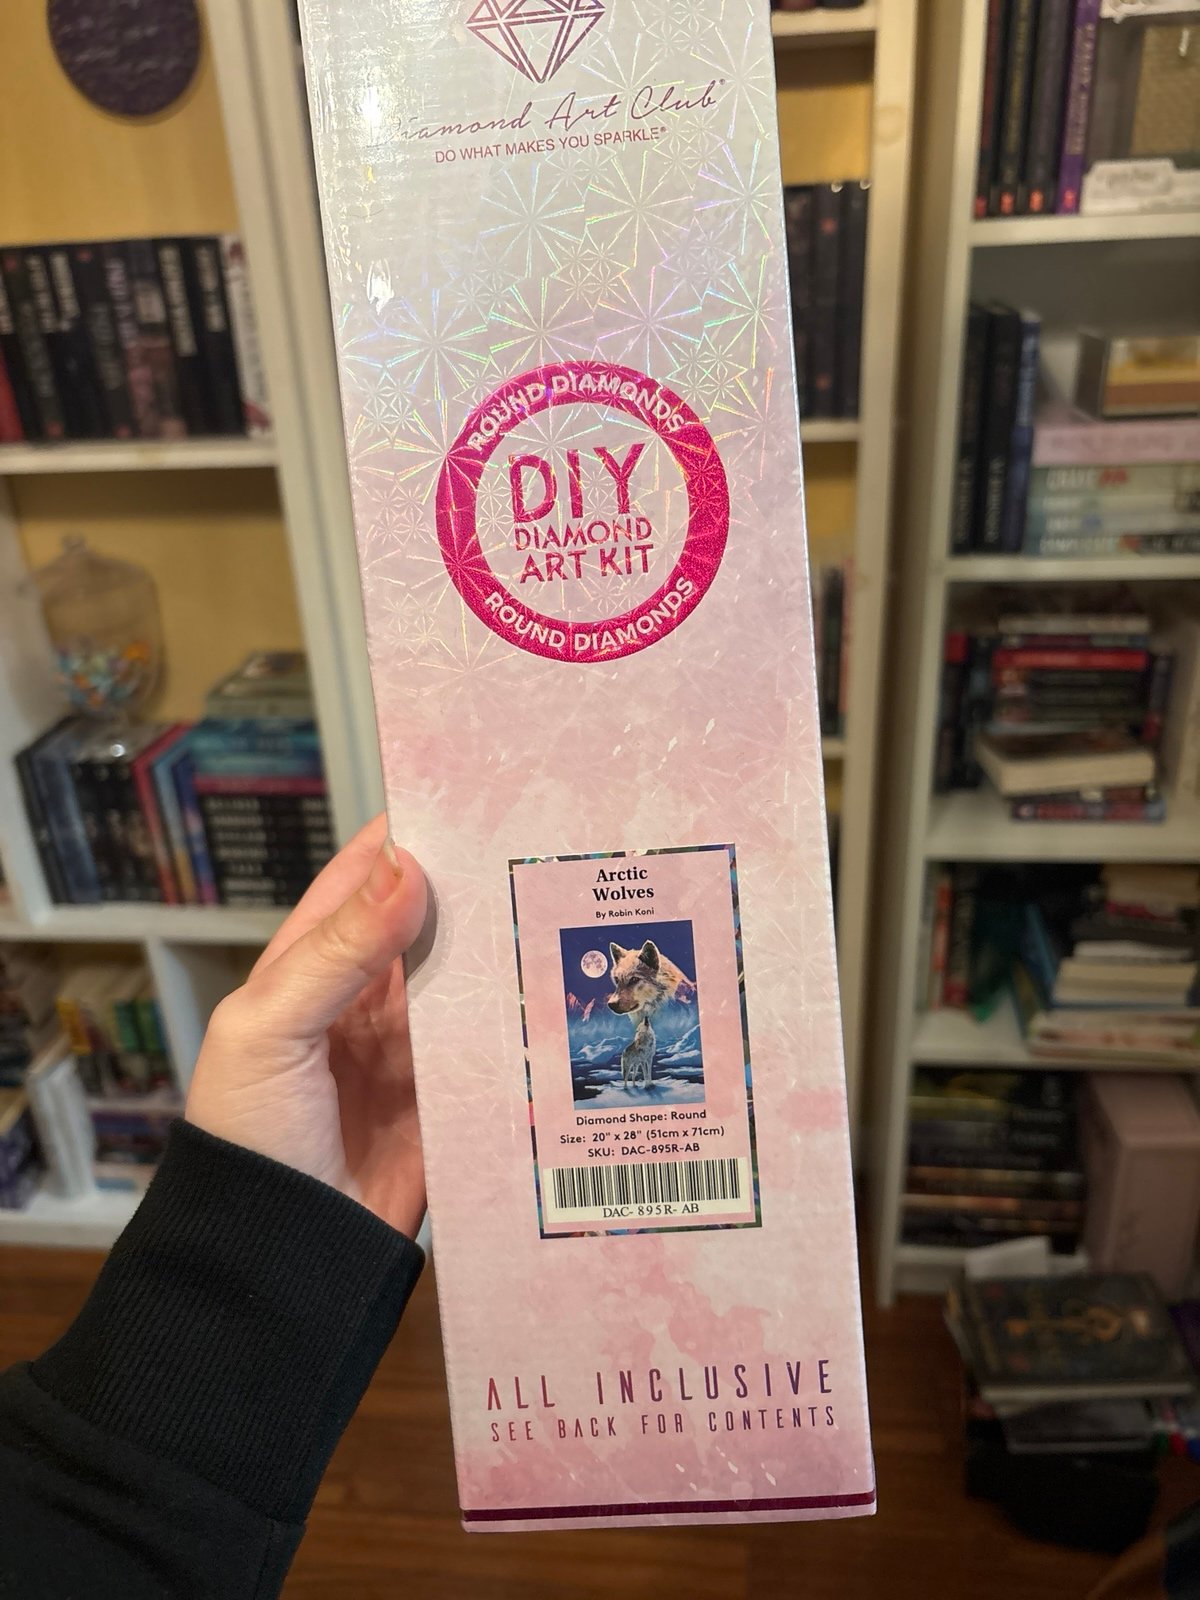 Diamond Art Club®
DO WHAT MAKES YOU SPARKLE®
ROUND DIAMONDS
DIY
DIAMOND
ART KIT
ROUND DIAMONDS
Arctic
Wolves
By Robin Koni
Diamond Shape: Round
Size: 20" x 28" (51cm x 71cm)
SKU: DAC-895R-AB
DAC- 895R- AB
ALL INCLUSIVE
SEE BACK FOR CONTENTS